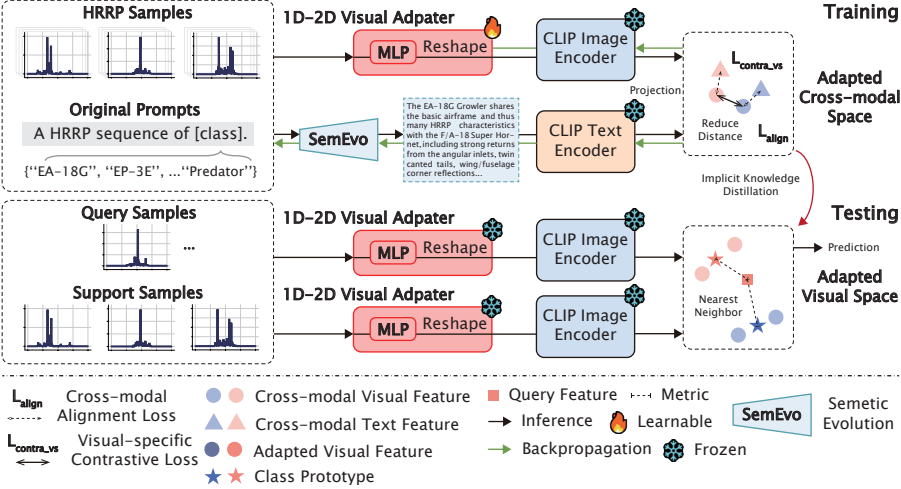 HRRP Samples
1D-2D Visual Adpater
Training
MLP
Reshape
CLIP Image
Encoder
L contra_vs
Projection
Reduce
Distance
L align
Adapted
Cross-modal
Space
Original Prompts
A HRRP sequence of [class].
{“EA-18G”, “EP-3E”, ...“Predator”}
SemEvo
The EA-18G Growler shares
the basic airframe and thus
many HRRP characteristics
with the F/A-18 Super Hor-
net, including strong returns
from the angular inlets, twin
canted tails, wing/fuselage
corner reflections...
CLIP Text
Encoder
Implicit Knowledge
Distillation
Query Samples
...
1D-2D Visual Adpater
MLP
Reshape
CLIP Image
Encoder
Testing
Prediction
Adapted
Visual Space
Nearest
Neighbor
Support Samples
1D-2D Visual Adpater
MLP
Reshape
CLIP Image
Encoder
L align
Cross-modal
Alignment Loss
L contra_vs
Visual-specific
Contrastive Loss
Cross-modal Visual Feature
Cross-modal Text Feature
Adapted Visual Feature
Class Prototype
Query Feature
Metric
Inference
Learnable
Backpropagation
Frozen
SemEvo
Semetic
Evolution